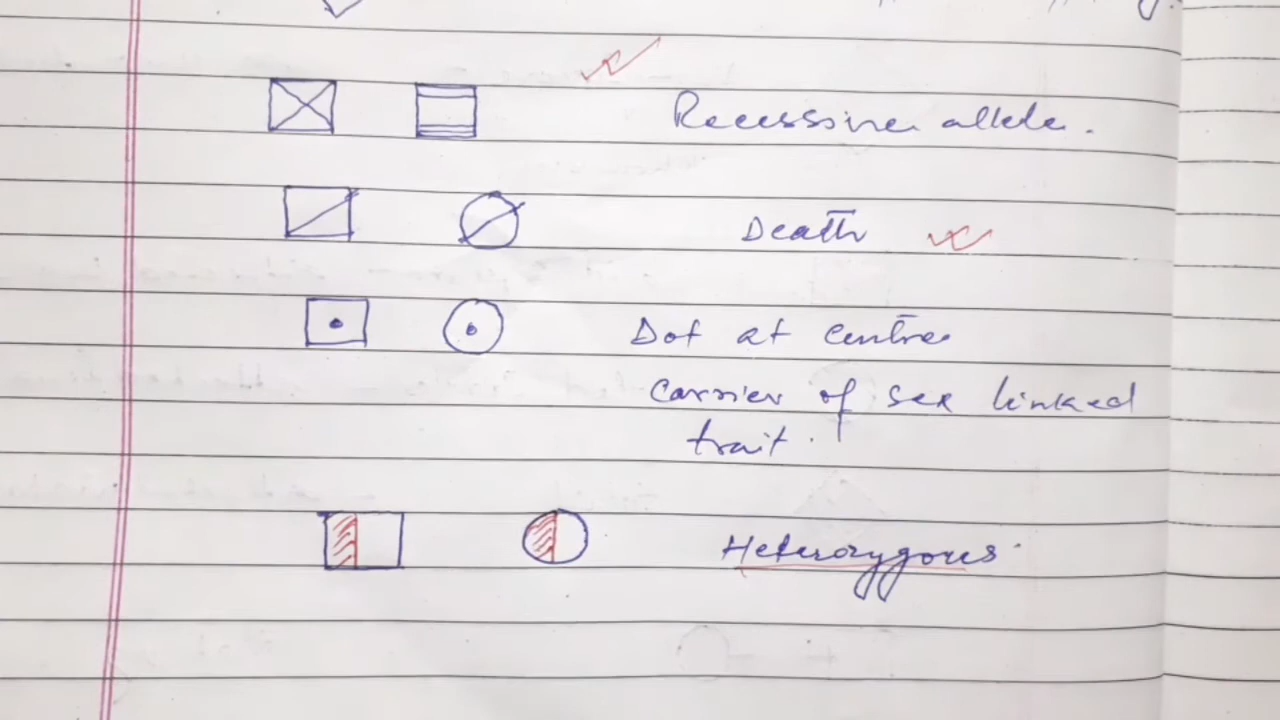 Recessive allele.
Death
Dot at centre
Carrier of sex linked
trait.
Heterozygous